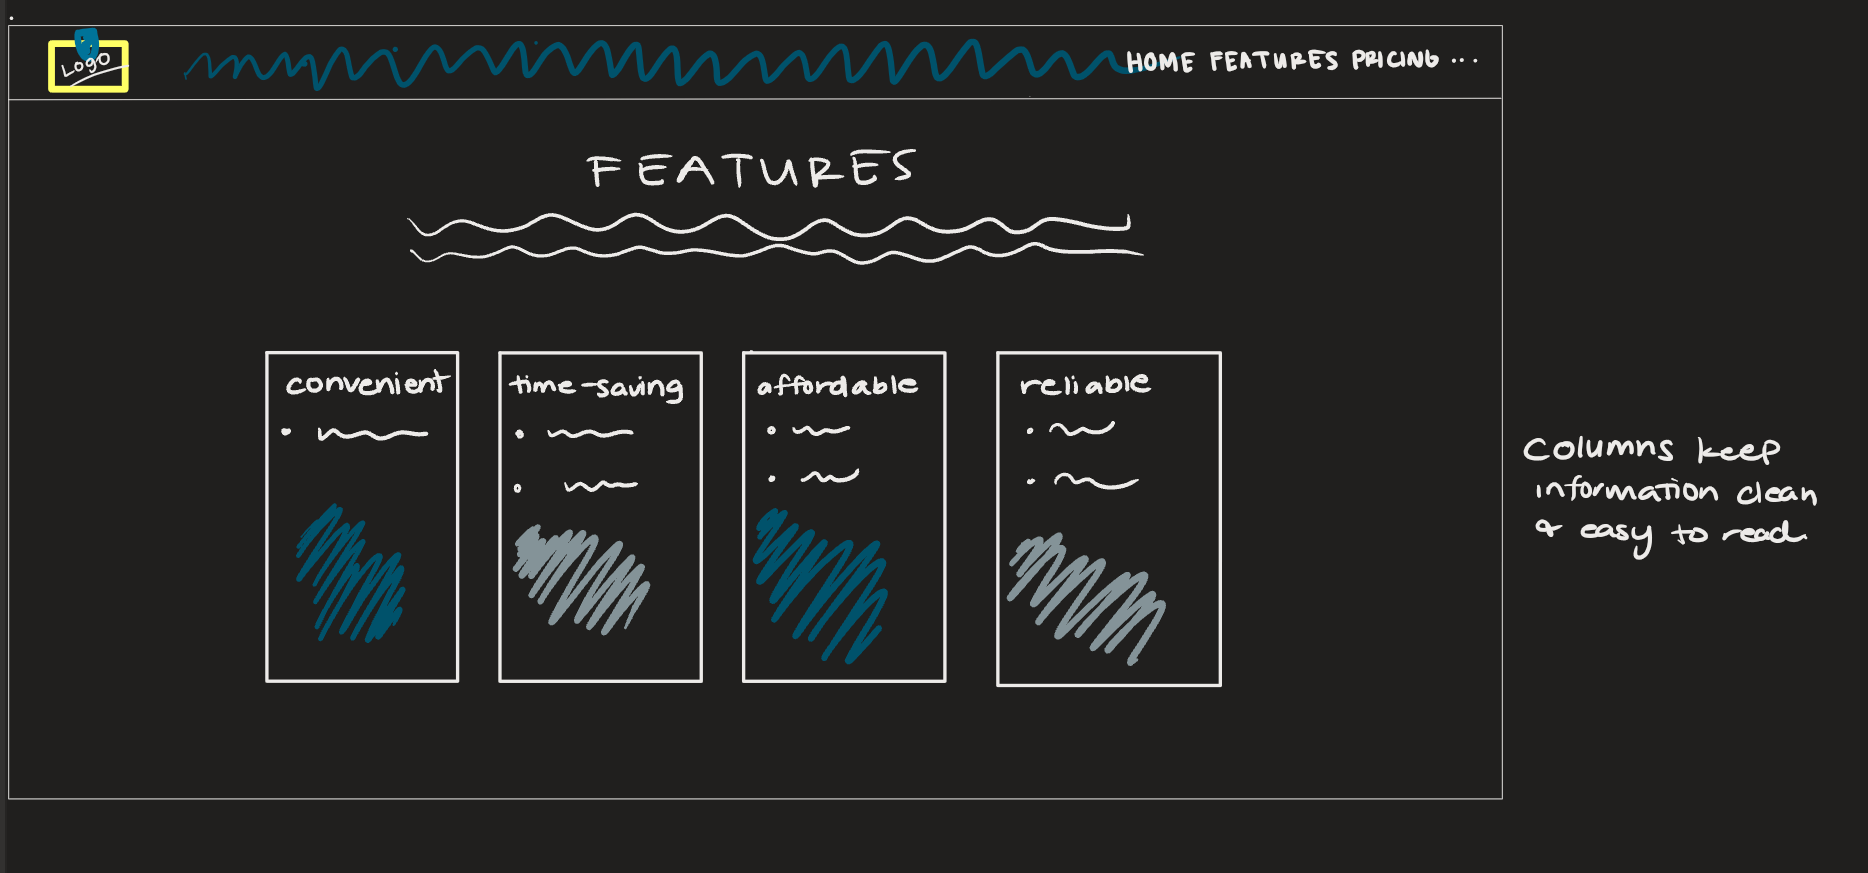 Logo
HOME FEATURES PRICING ...
FEATURES
convenient
time-saving
affordable
reliable
Columns keep
information clean
& easy to read